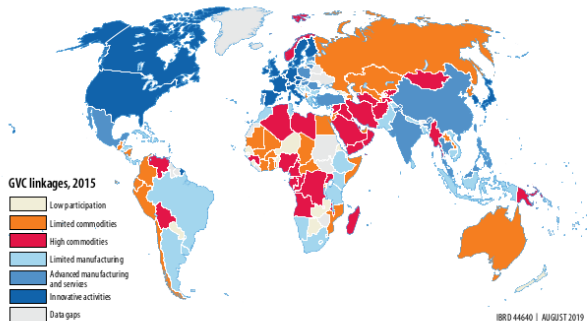 GVC linkages, 2015
Low participation
Limited commodities
High commodities
Limited manufacturing
Advanced manufacturing
and services
Innovative activities
Data gaps
IBRD 44640 | AUGUST 2019